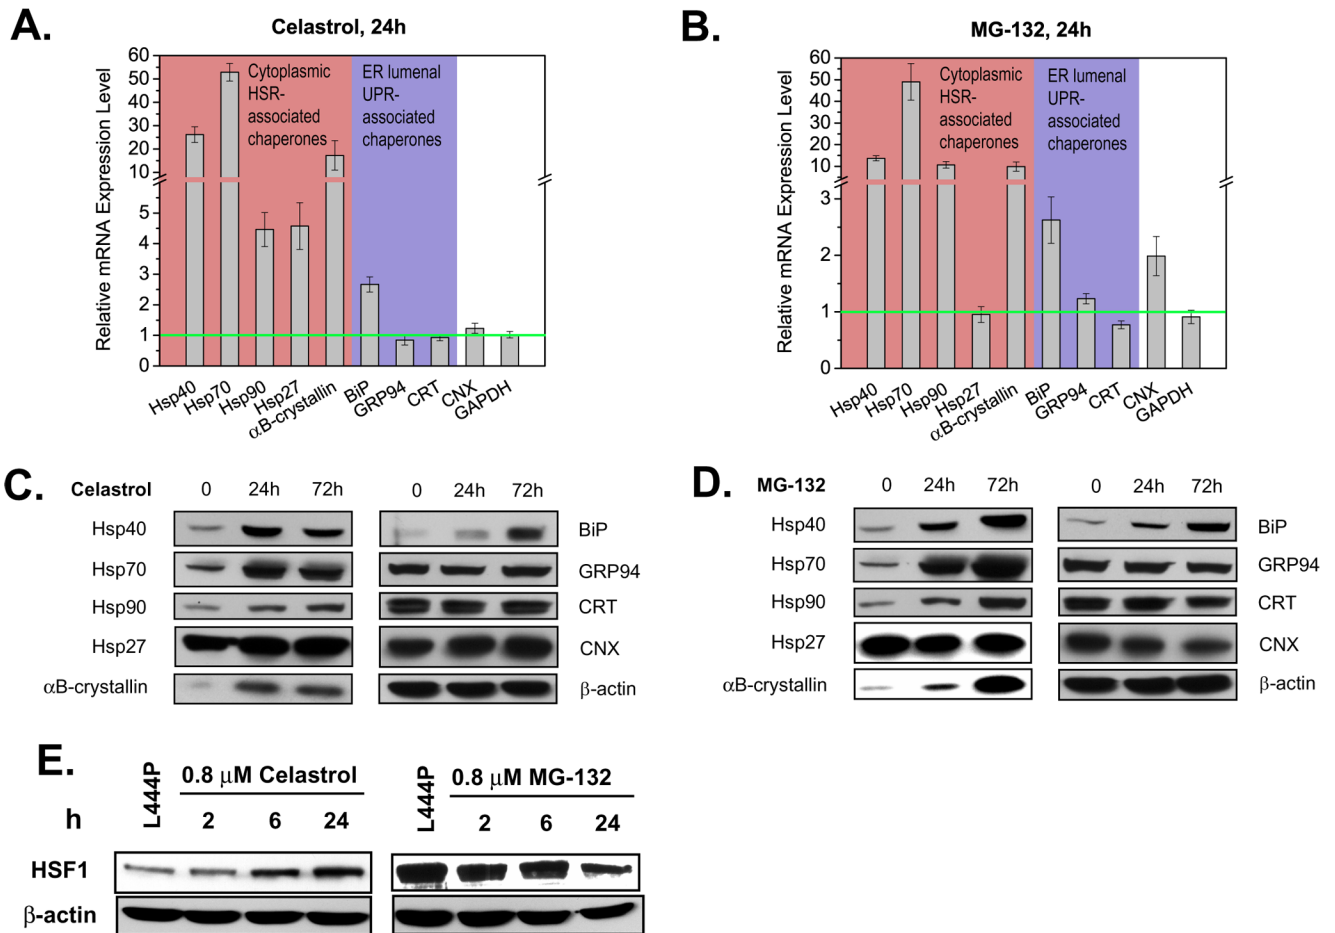 A.
Celastrol, 24h
Relative mRNA Expression Level
60
50
40
30
20
10
5
4
3
2
1
0
Cytoplasmic
HSR-
associated
chaperones
ER lumenal
UPR-
associated
chaperones
Hsp40
Hsp70
Hsp90
Hsp27
αB-crystallin
BiP
GRP94
CRT
CNX
GAPDH
B.
MG-132, 24h
Relative mRNA Expression Level
60
50
40
30
20
10
3
2
1
0
Cytoplasmic
HSR-
associated
chaperones
ER lumenal
UPR-
associated
chaperones
Hsp40
Hsp70
Hsp90
Hsp27
αB-crystallin
BiP
GRP94
CRT
CNX
GAPDH
C.
Celastrol 0 24h 72h 0 24h 72h
Hsp40 BiP
Hsp70 GRP94
Hsp90 CRT
Hsp27 CNX
αB-crystallin β-actin
D.
MG-132 0 24h 72h 0 24h 72h
Hsp40 BiP
Hsp70 GRP94
Hsp90 CRT
Hsp27 CNX
αB-crystallin β-actin
E.
L444P 0.8 μM Celastrol L444P 0.8 μM MG-132
h 2 6 24 2 6 24
HSF1
β-actin